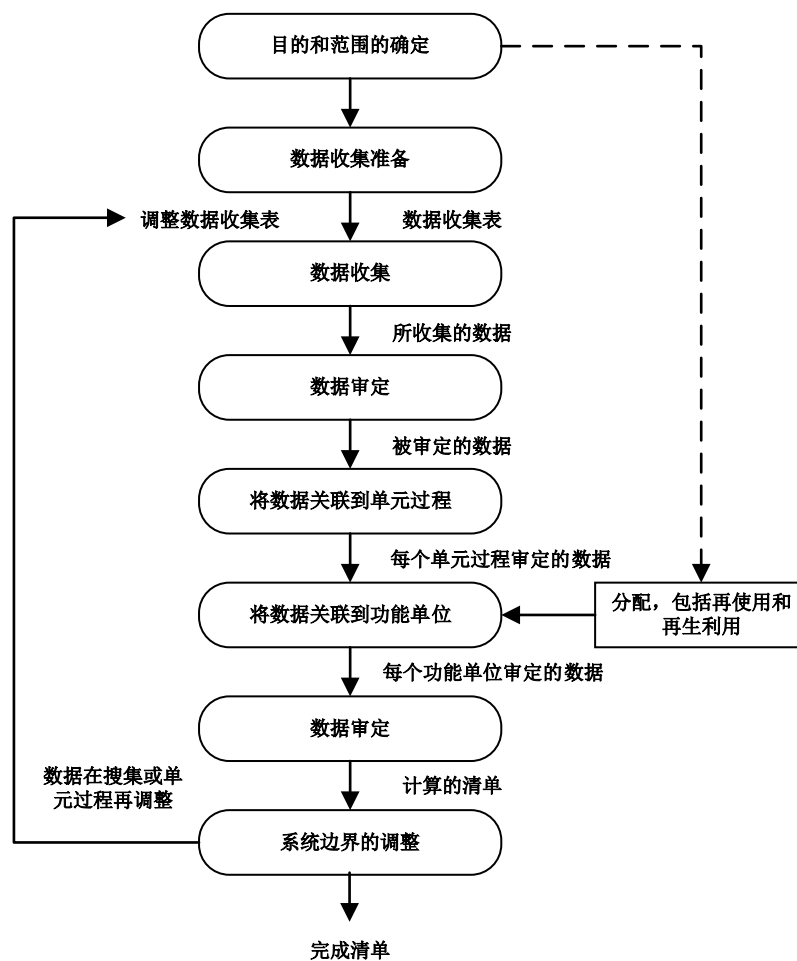 目的和范围的确定
数据收集准备
调整数据收集表
数据收集表
数据收集
所收集的数据
数据审定
被审定的数据
将数据关联到单元过程
每个单元过程审定的数据
将数据关联到功能单位
分配，包括再使用和
再生利用
每个功能单位审定的数据
数据审定
数据在搜集或单
元过程再调整
计算的清单
系统边界的调整
完成清单